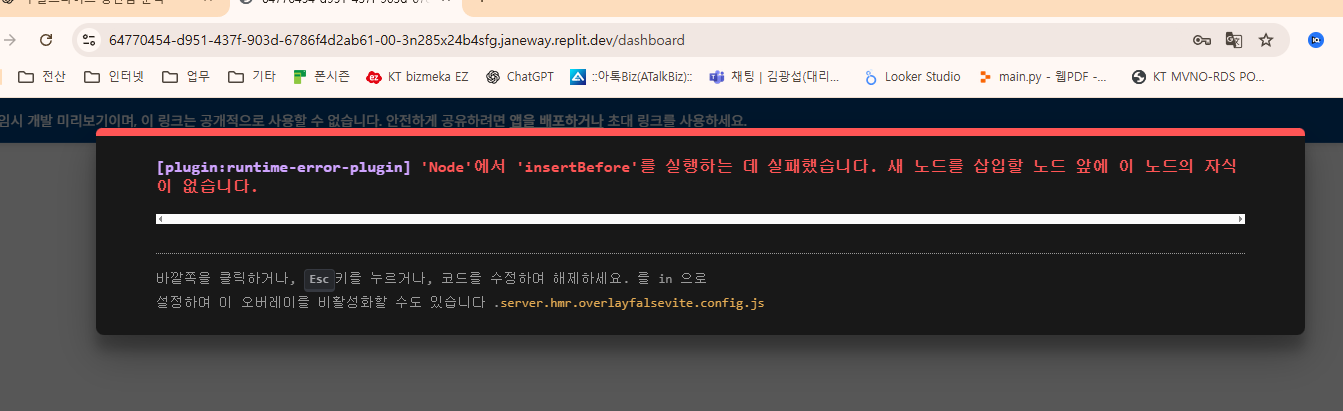 64770454-d951-437f-903d-6786f4d2ab61-00-3n285x24b4sfg.janeway.replit.dev/dashboard
전산 인터넷 업무 기타 폰시즌 KT bizmeka EZ ChatGPT ::아톡Biz(ATalkBiz):: 채팅 | 김광섭(대리... Looker Studio main.py - 웹PDF -... KT MVNO-RDS PO...
임시 개발 미리보기이며, 이 링크는 공개적으로 사용할 수 없습니다. 안전하게 공유하려면 앱을 배포하거나 초대 링크를 사용하세요.
[plugin:runtime-error-plugin] 'Node'에서 'insertBefore'를 실행하는 데 실패했습니다. 새 노드를 삽입할 노드 앞에 이 노드의 자식
이 없습니다.
바깥쪽을 클릭하거나, Esc키를 누르거나, 코드를 수정하여 해제하세요. 를 in 으로
설정하여 이 오버레이를 비활성화할 수도 있습니다 .server.hmr.overlayfalsevite.config.js